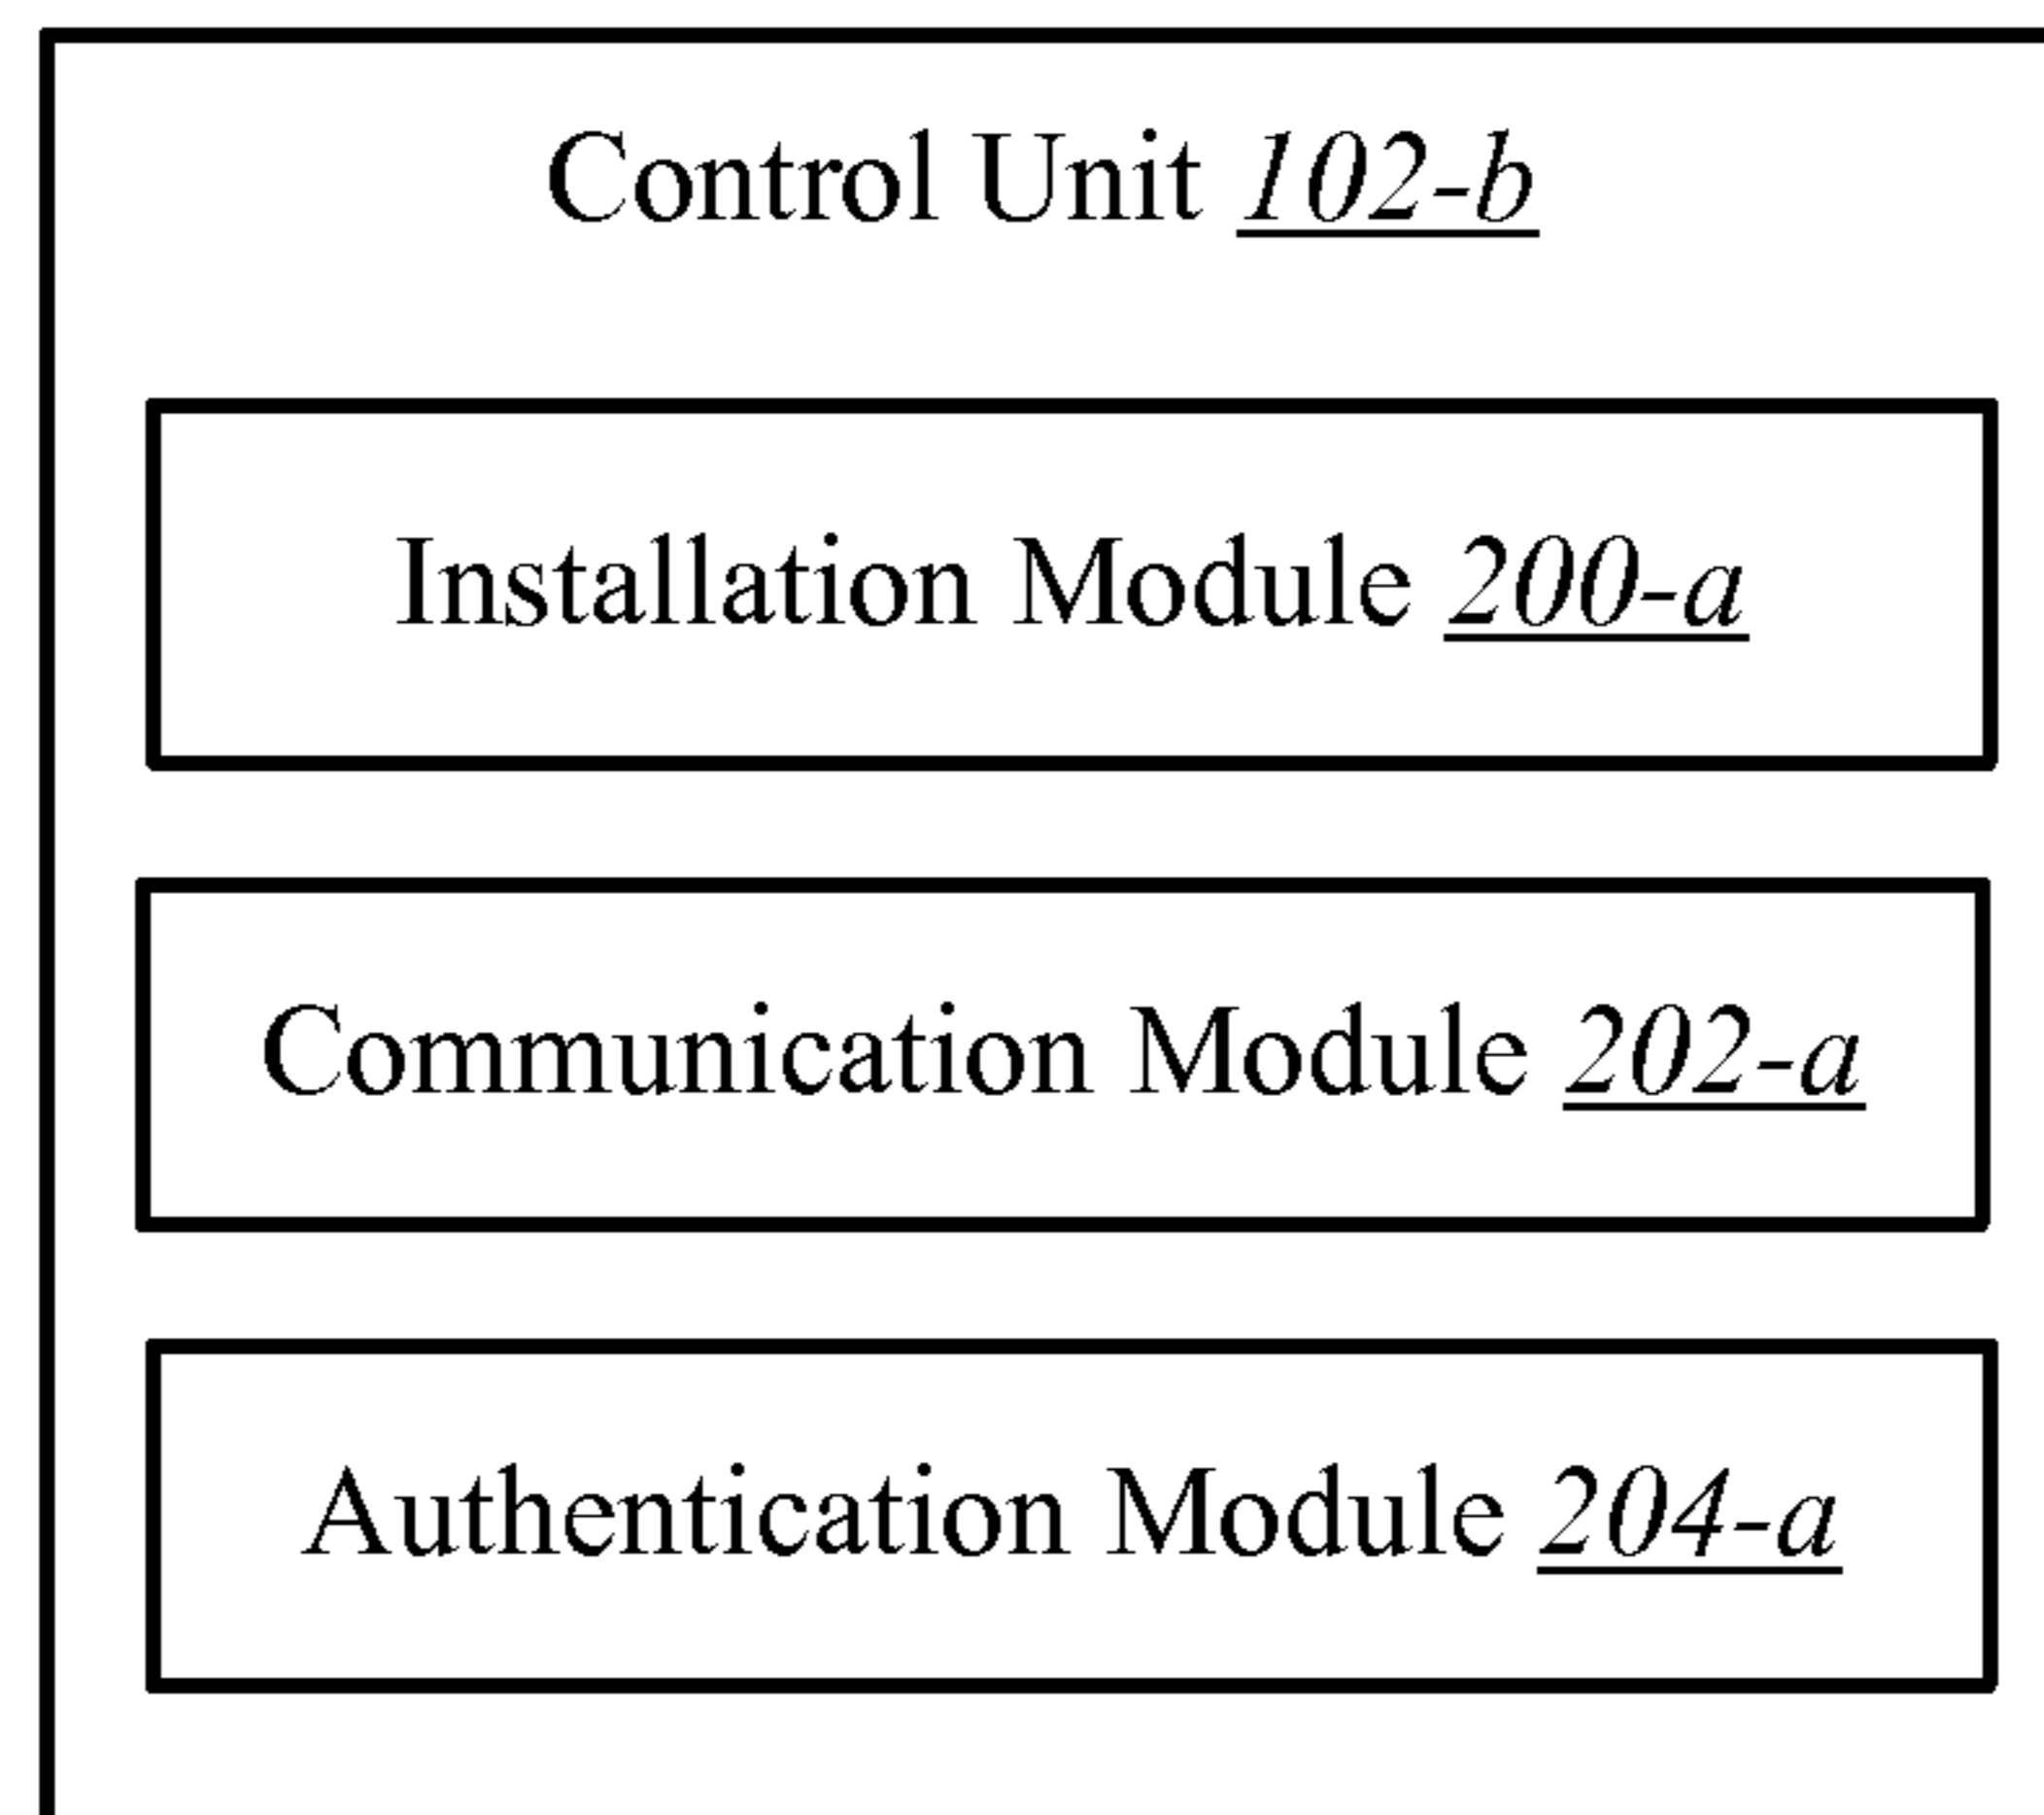 Control Unit 102-b
Installation Module 200-a
Communication Module 202-a
Authentication Module 204-a